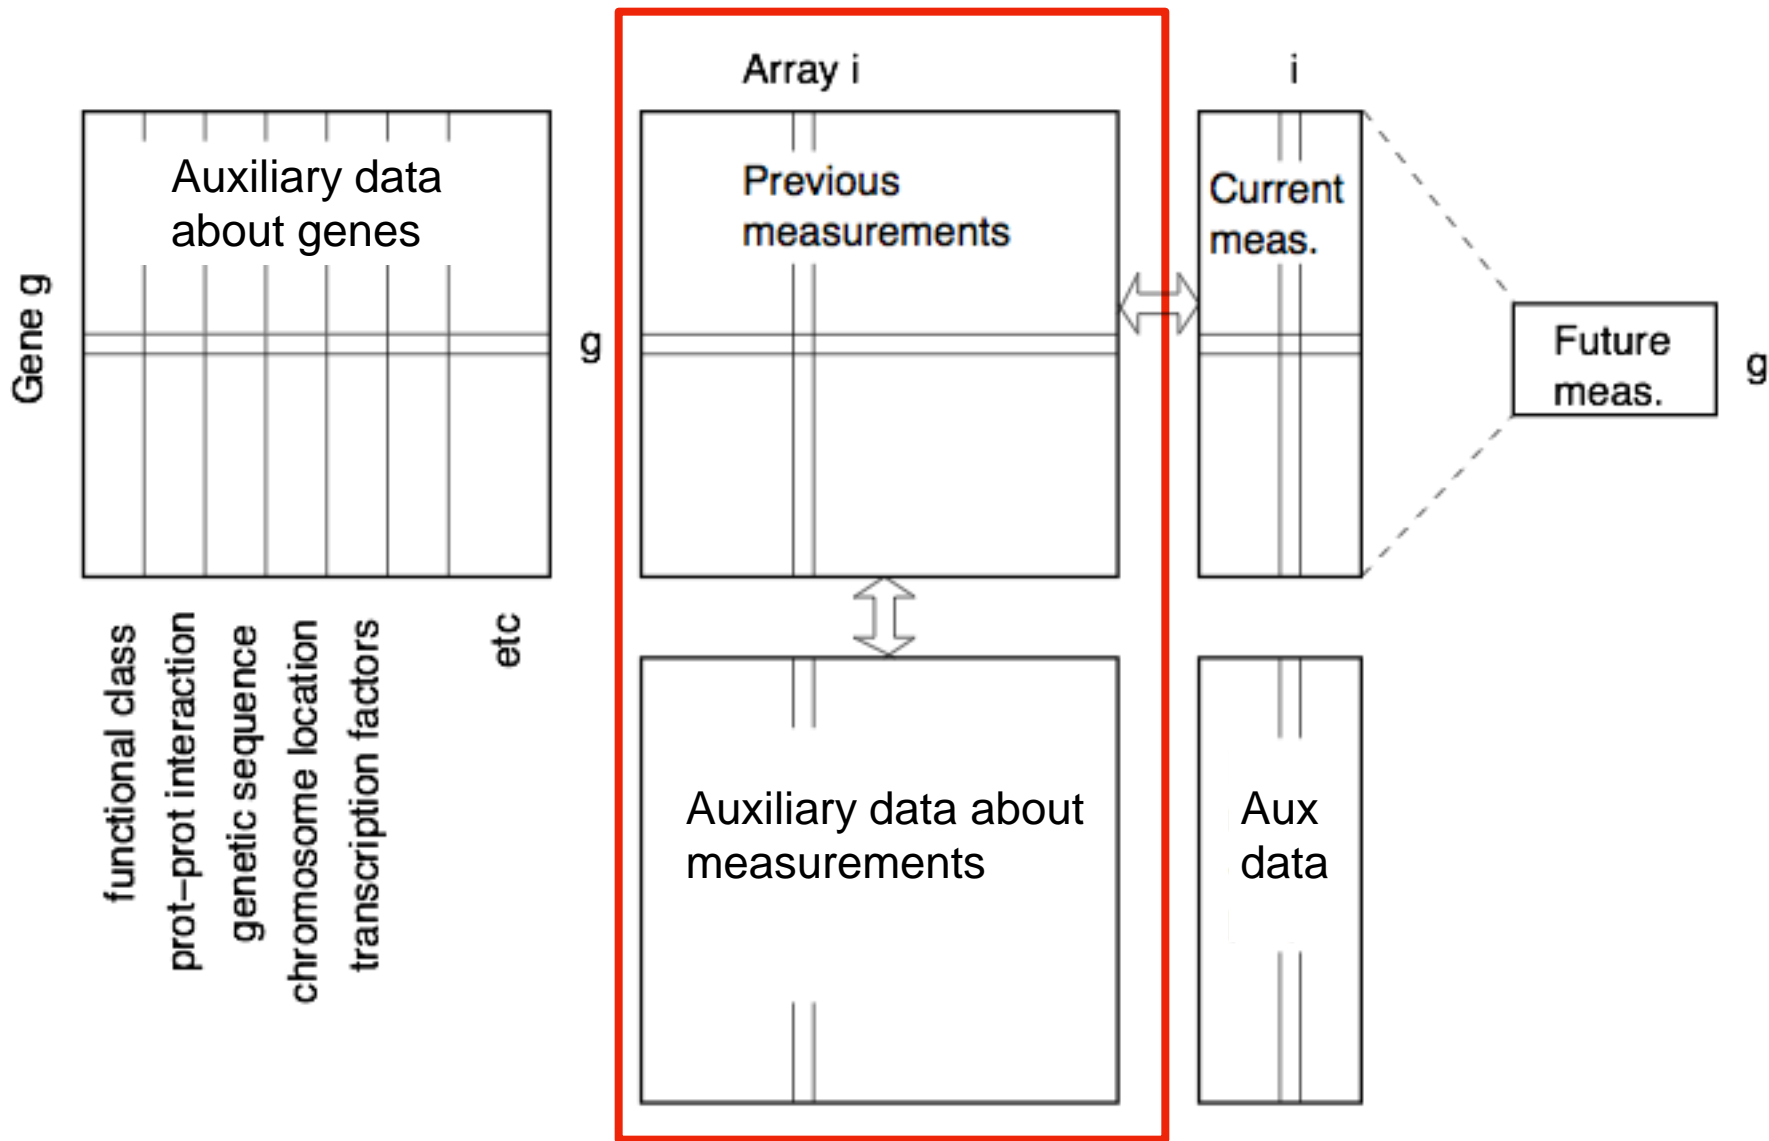 Array i
i
Auxiliary data
about genes
Previous
measurements
Current
meas.
Gene g
g
Future
meas.
g
functional class
prot-prot interaction
genetic sequence
chromosome location
transcription factors
etc
Auxiliary data about
measurements
Aux
data